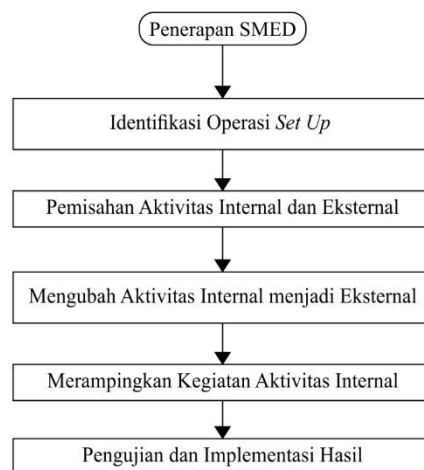 Penerapan SMED
Identifikasi Operasi Set Up
Pemisahan Aktivitas Internal dan Eksternal
Mengubah Aktivitas Internal menjadi Eksternal
Merampingkan Kegiatan Aktivitas Internal
Pengujian dan Implementasi Hasil